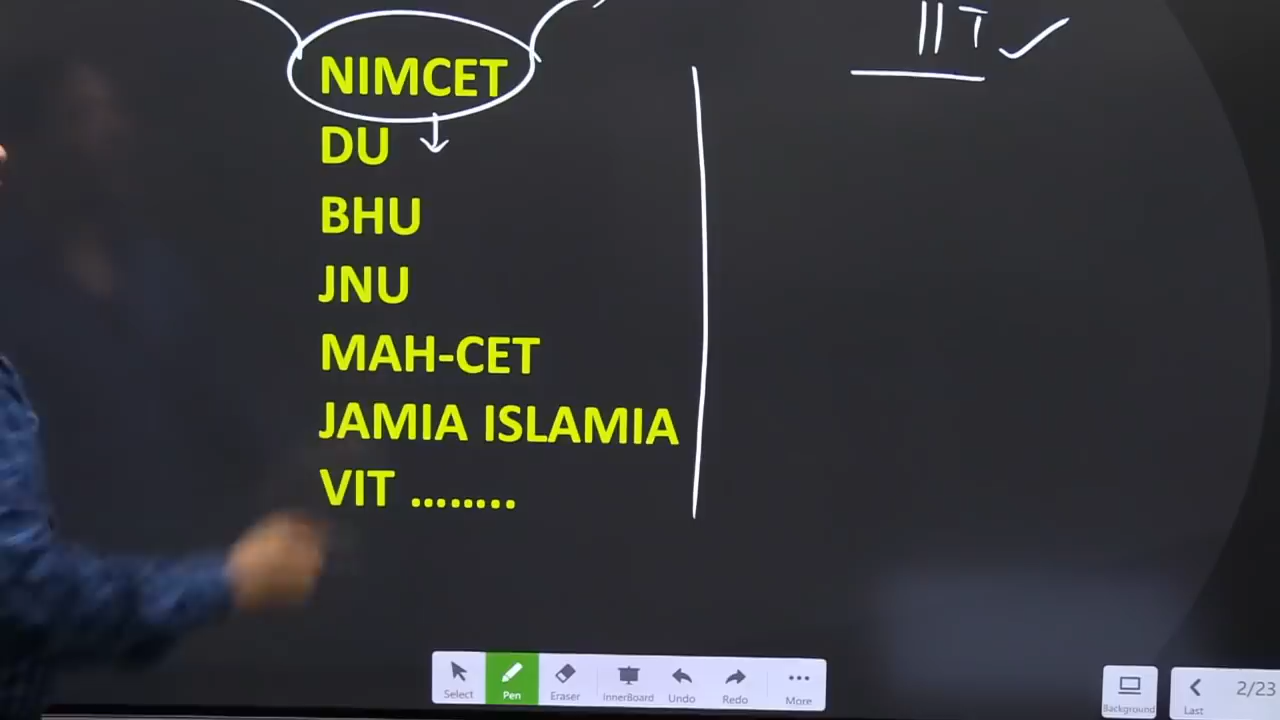 IIT
NIMCET
DU
BHU
JNU
MAH-CET
JAMIA ISLAMIA
VIT ........
Select Pen Eraser InnerBoard Undo Redo More
Background
Last
2/23